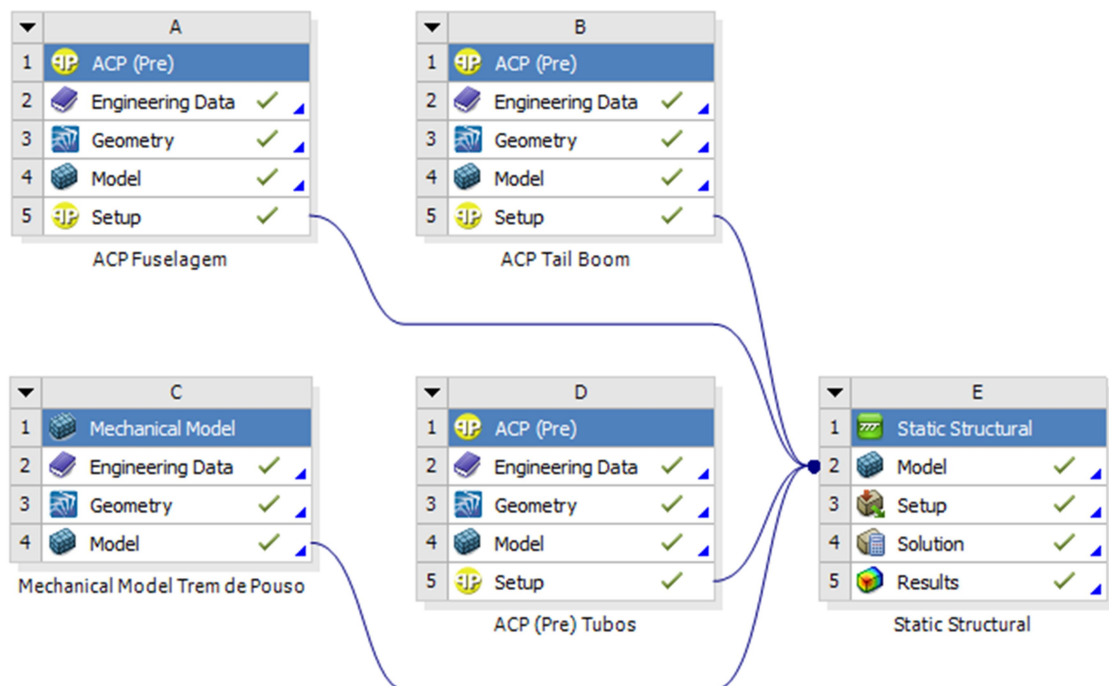 A
1 ACP (Pre)
2 Engineering Data
3 Geometry
4 Model
5 Setup
ACP Fuselagem
B
1 ACP (Pre)
2 Engineering Data
3 Geometry
4 Model
5 Setup
ACP Tail Boom
C
1 Mechanical Model
2 Engineering Data
3 Geometry
4 Model
Mechanical Model Trem de Pouso
D
1 ACP (Pre)
2 Engineering Data
3 Geometry
4 Model
5 Setup
ACP (Pre) Tubos
E
1 Static Structural
2 Model
3 Setup
4 Solution
5 Results
Static Structural